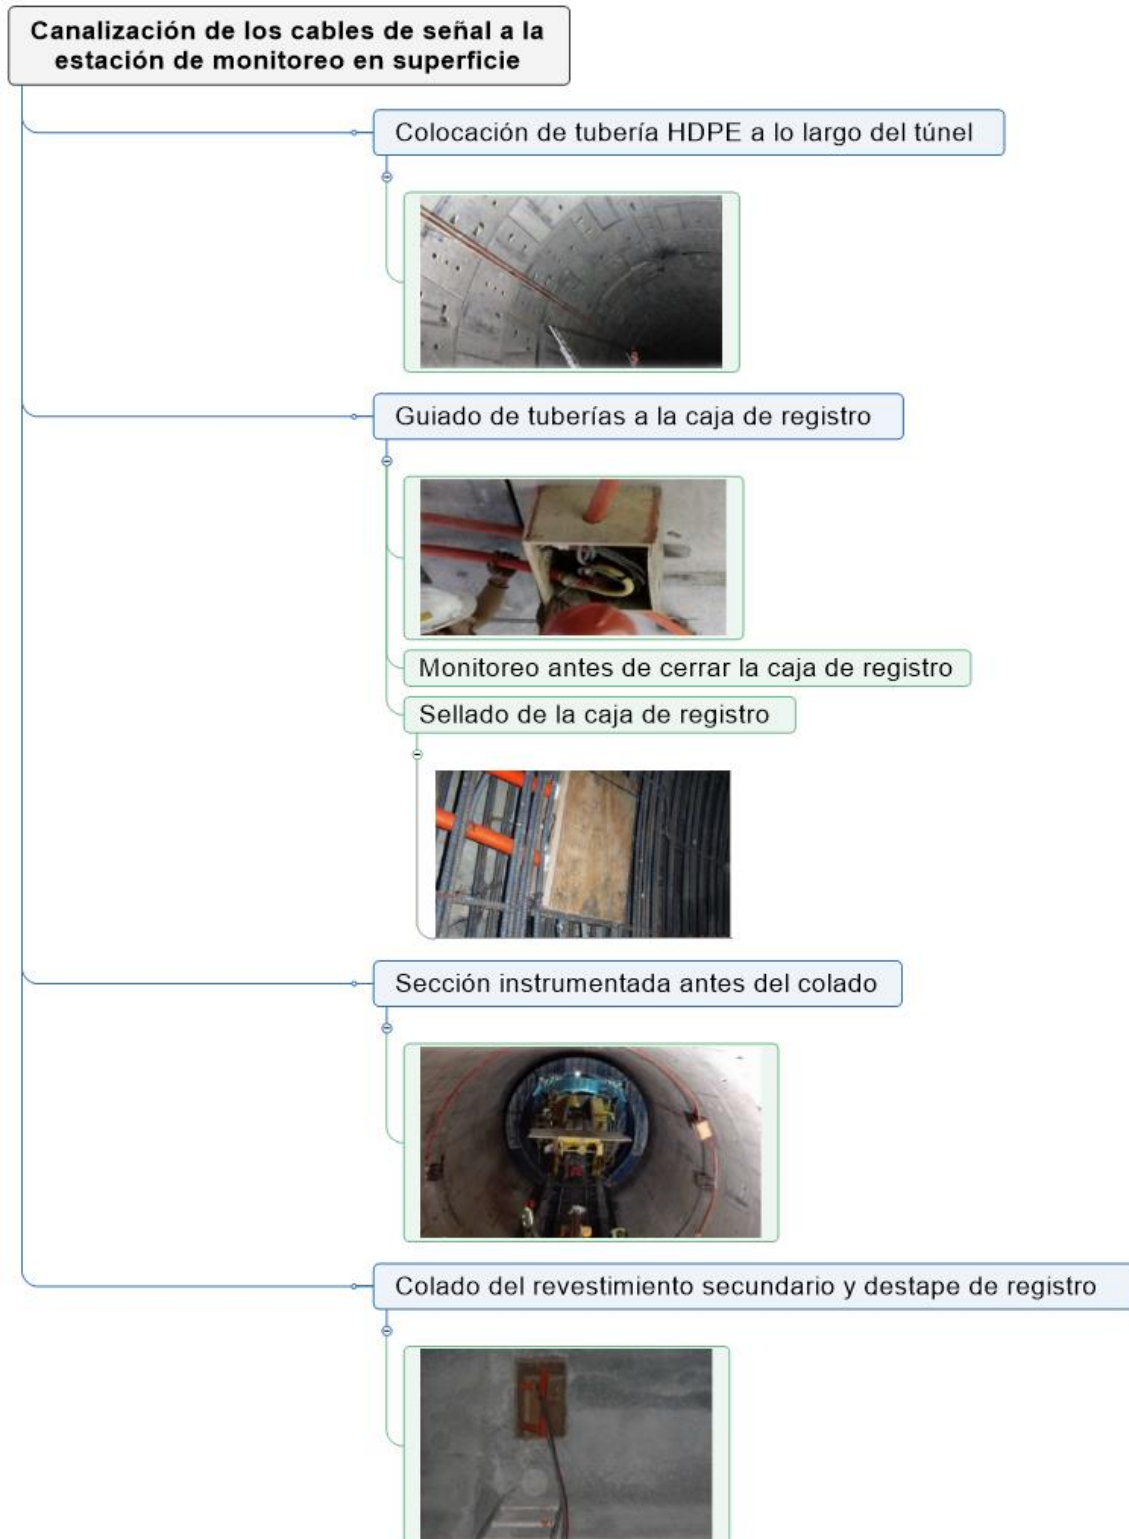 Canalización de los cables de señal a la
estación de monitoreo en superficie
Colocación de tubería HDPE a lo largo del túnel
Guiado de tuberías a la caja de registro
Monitoreo antes de cerrar la caja de registro
Sellado de la caja de registro
Sección instrumentada antes del colado
Colado del revestimiento secundario y destape de registro